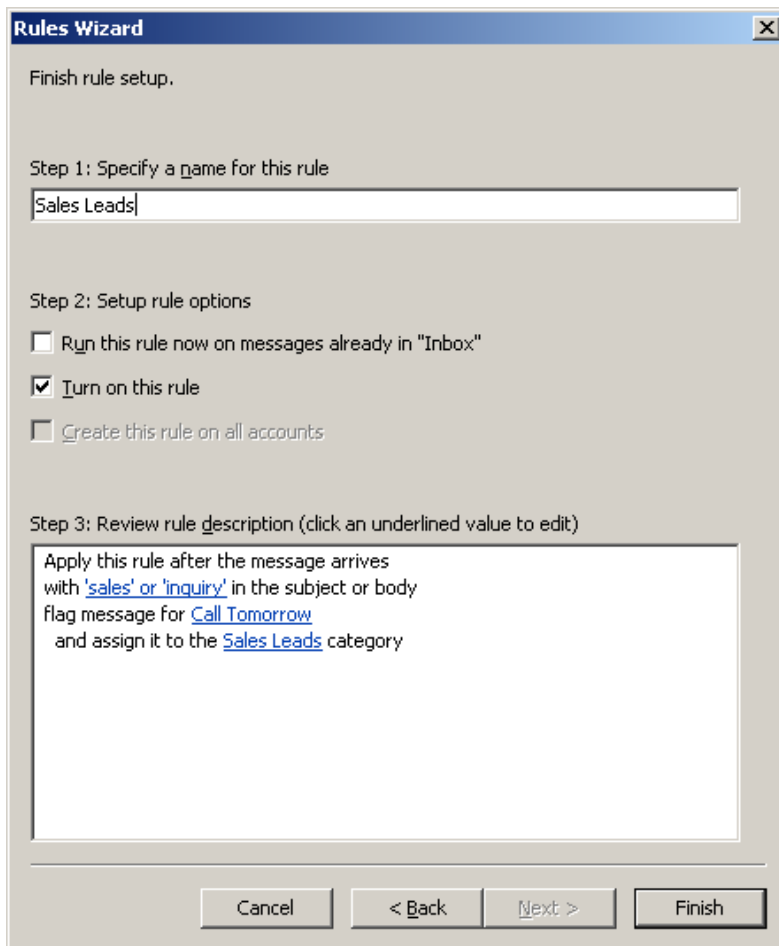 Rules Wizard
Finish rule setup.
Step 1: Specify a name for this rule
Sales Leads
Step 2: Setup rule options
Run this rule now on messages already in "Inbox"
Turn on this rule
Create this rule on all accounts
Step 3: Review rule description (click an underlined value to edit)
Apply this rule after the message arrives
with 'sales' or 'inquiry' in the subject or body
flag message for Call Tomorrow
and assign it to the Sales Leads category
Cancel < Back Next > Finish